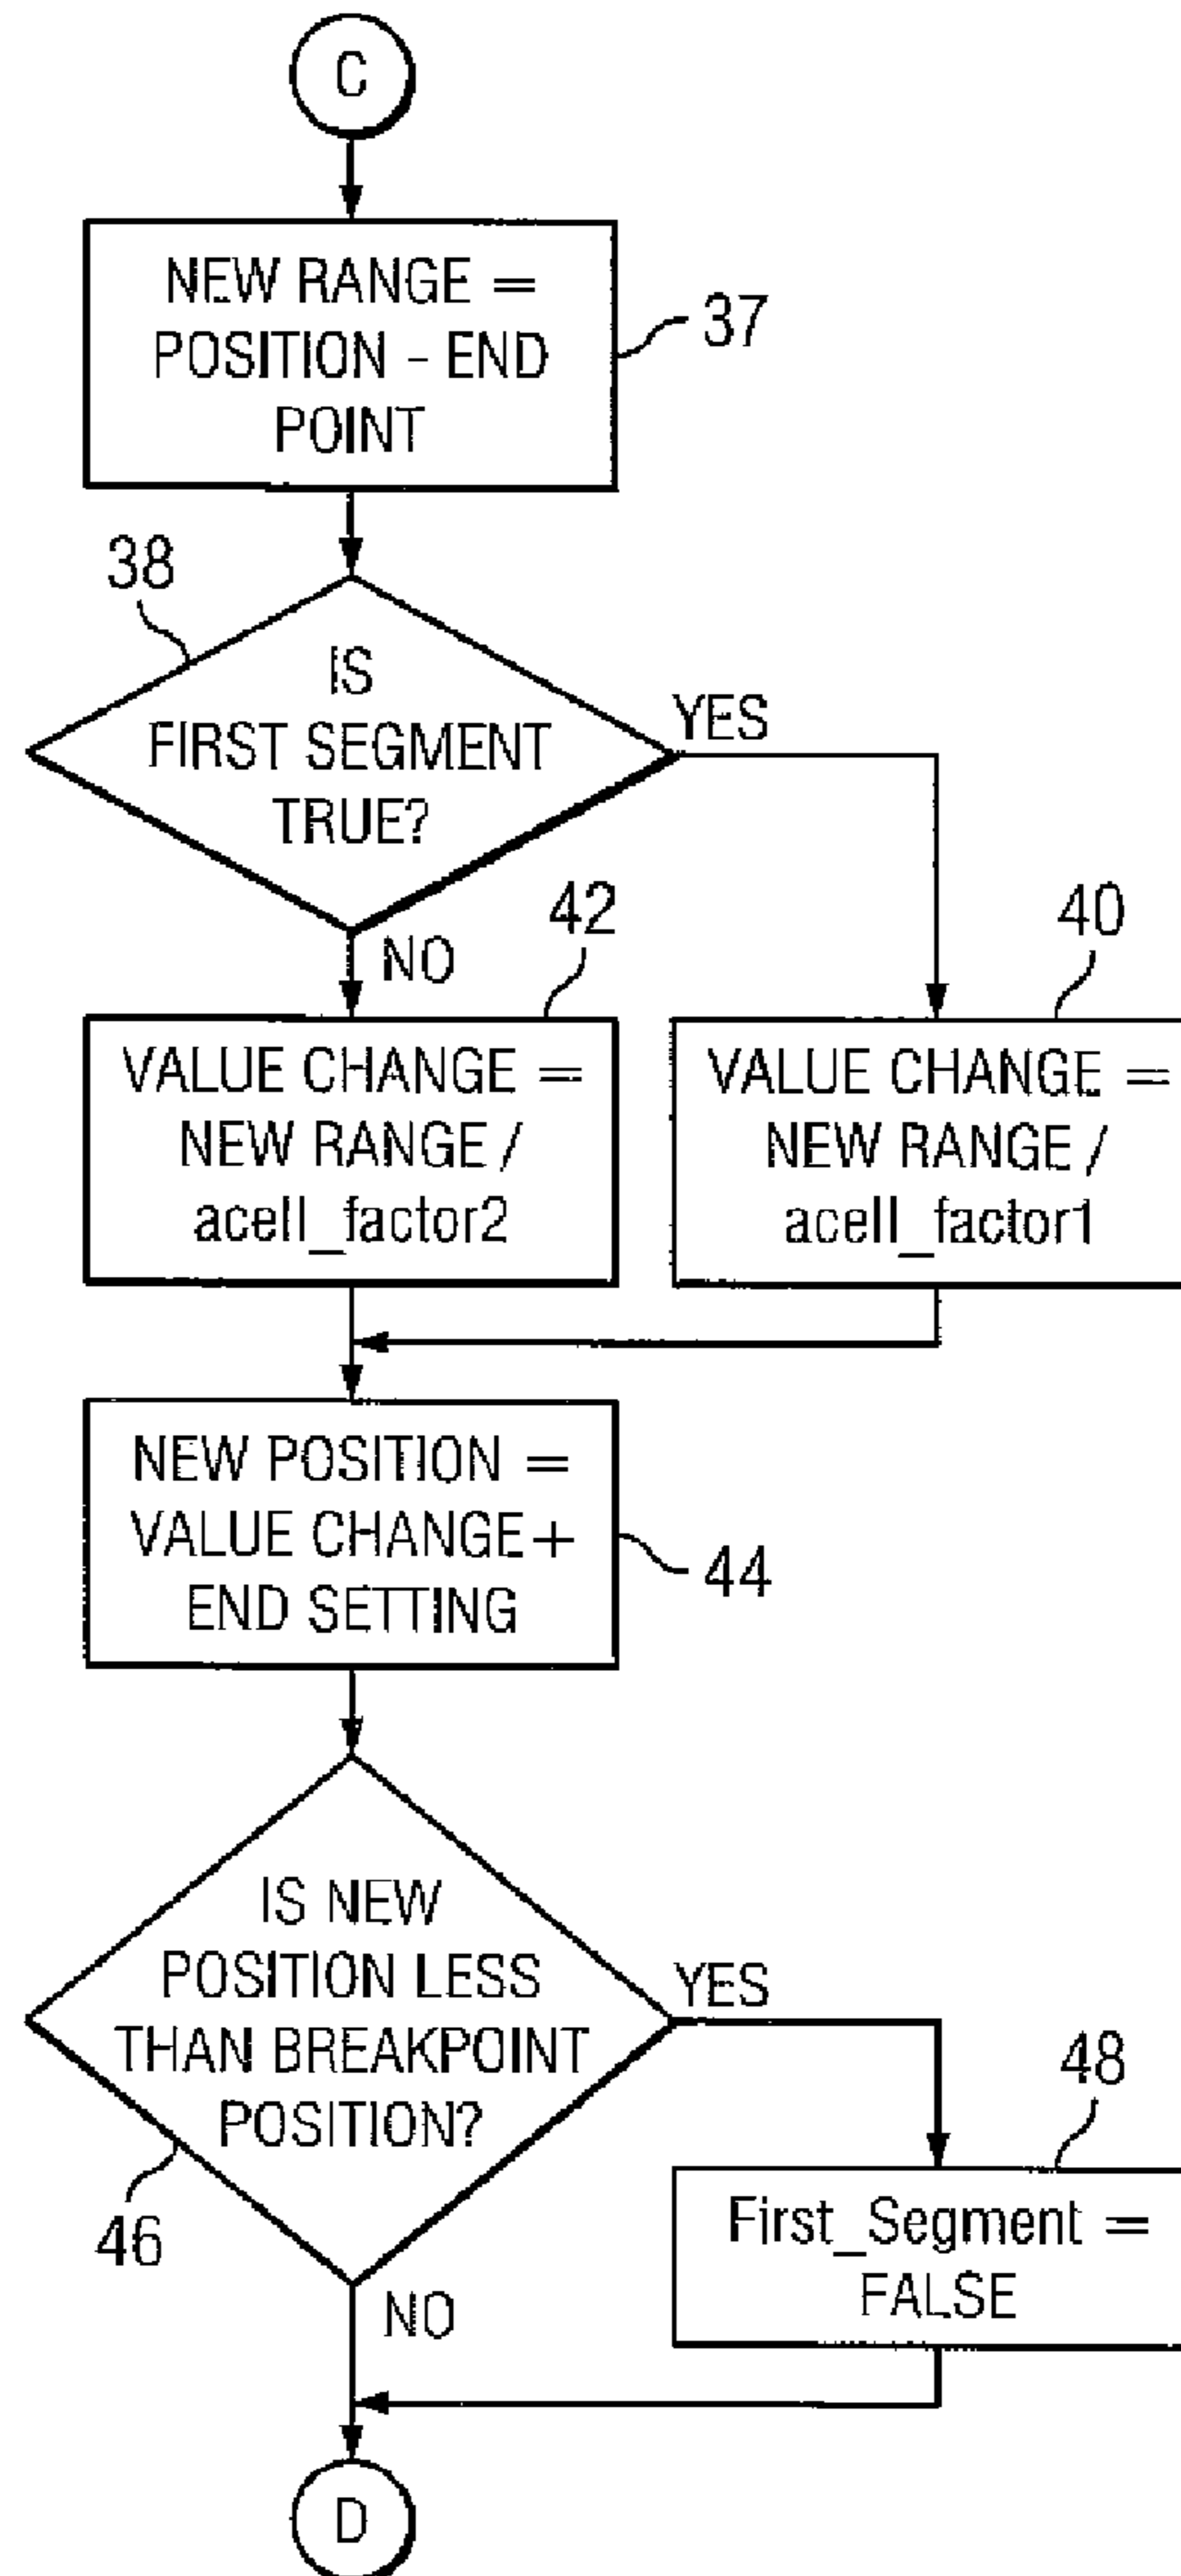 C
NEW RANGE =
POSITION - END
POINT
37
38
IS
FIRST SEGMENT
TRUE?
YES
NO
42
VALUE CHANGE =
NEW RANGE /
acell_factor2
40
VALUE CHANGE =
NEW RANGE /
acell_factor1
NEW POSITION =
VALUE CHANGE+
END SETTING
44
IS NEW
POSITION LESS
THAN BREAKPOINT
POSITION?
46
YES
NO
48
First_Segment =
FALSE
D